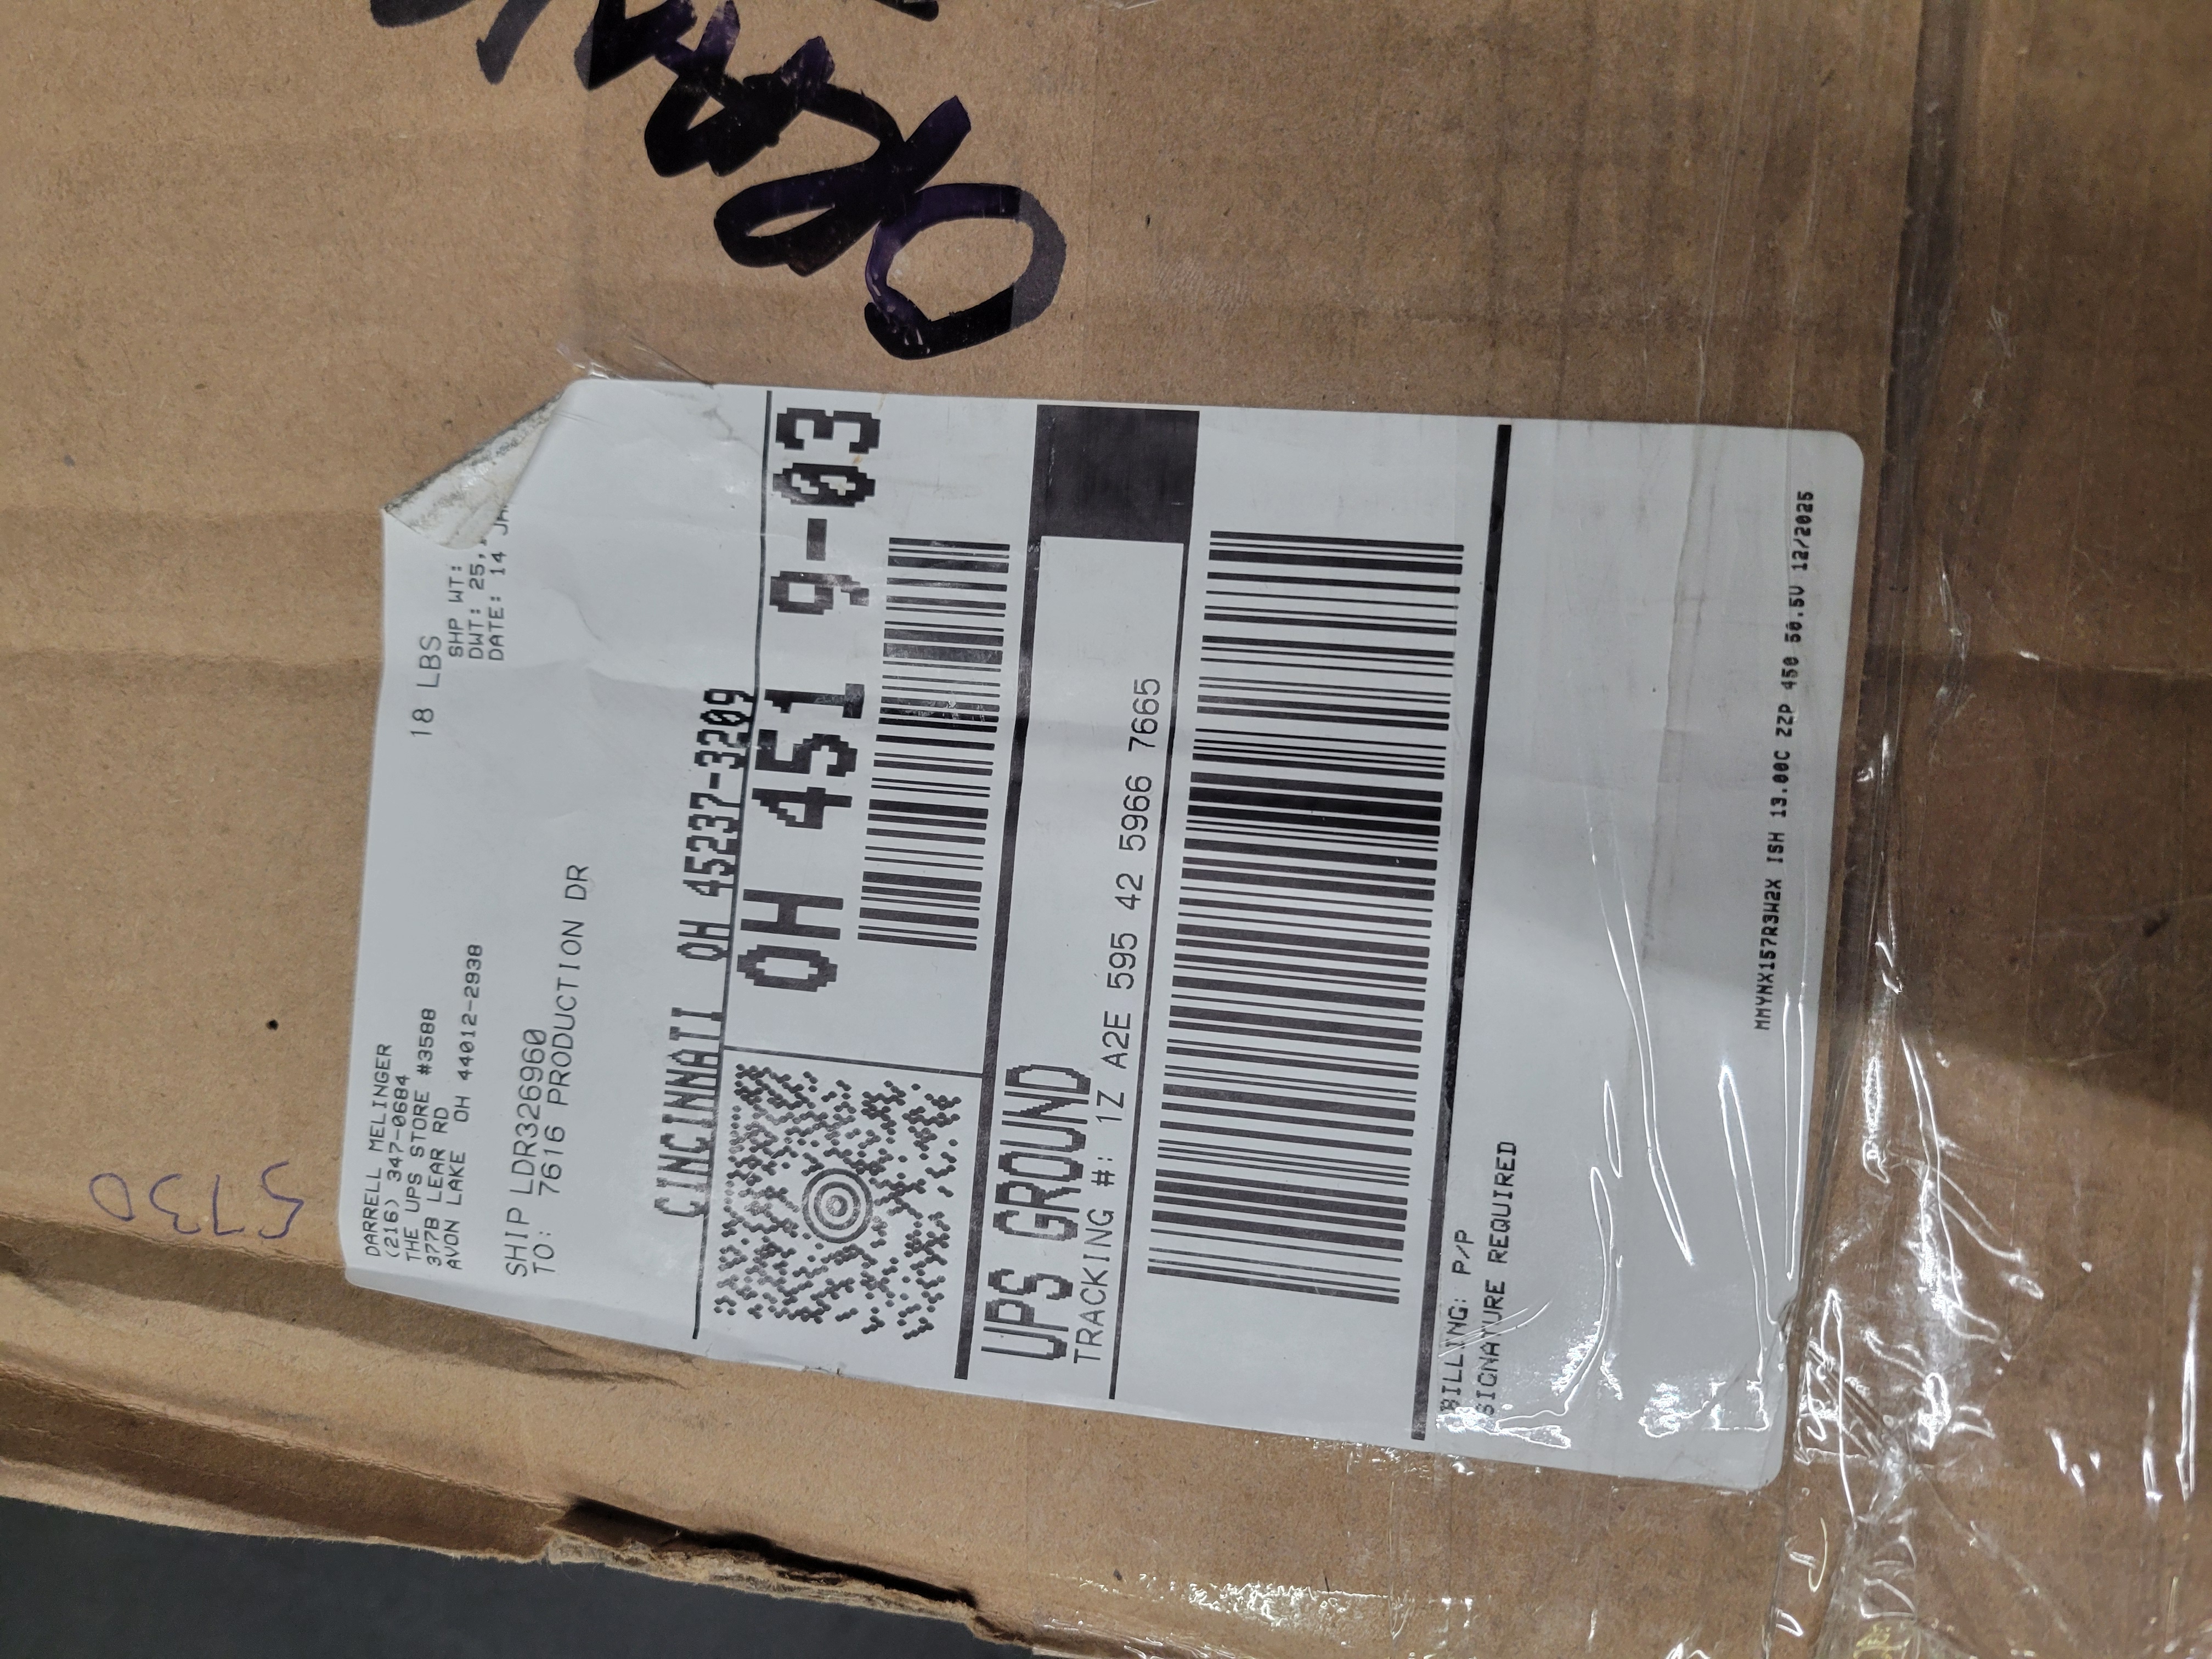 DARRELL MELINGER
(216) 347-0684
THE UPS STORE #3588
377B LEAR RD
AVON LAKE OH 44012-2938
18 LBS
SHP WT:
DWT: 25,
DATE: 14
SHIP LDR326960
TO: 7616 PRODUCTION DR
CINCINNATI OH 45237-3209
OH 451 9-03
UPS GROUND
TRACKING #: 1Z A2E 595 42 5966 7665
BILLING: P/P
SIGNATURE REQUIRED
MMYNX157R3W2X ISH 13.00C ZZP 450 50.5U 12/2025